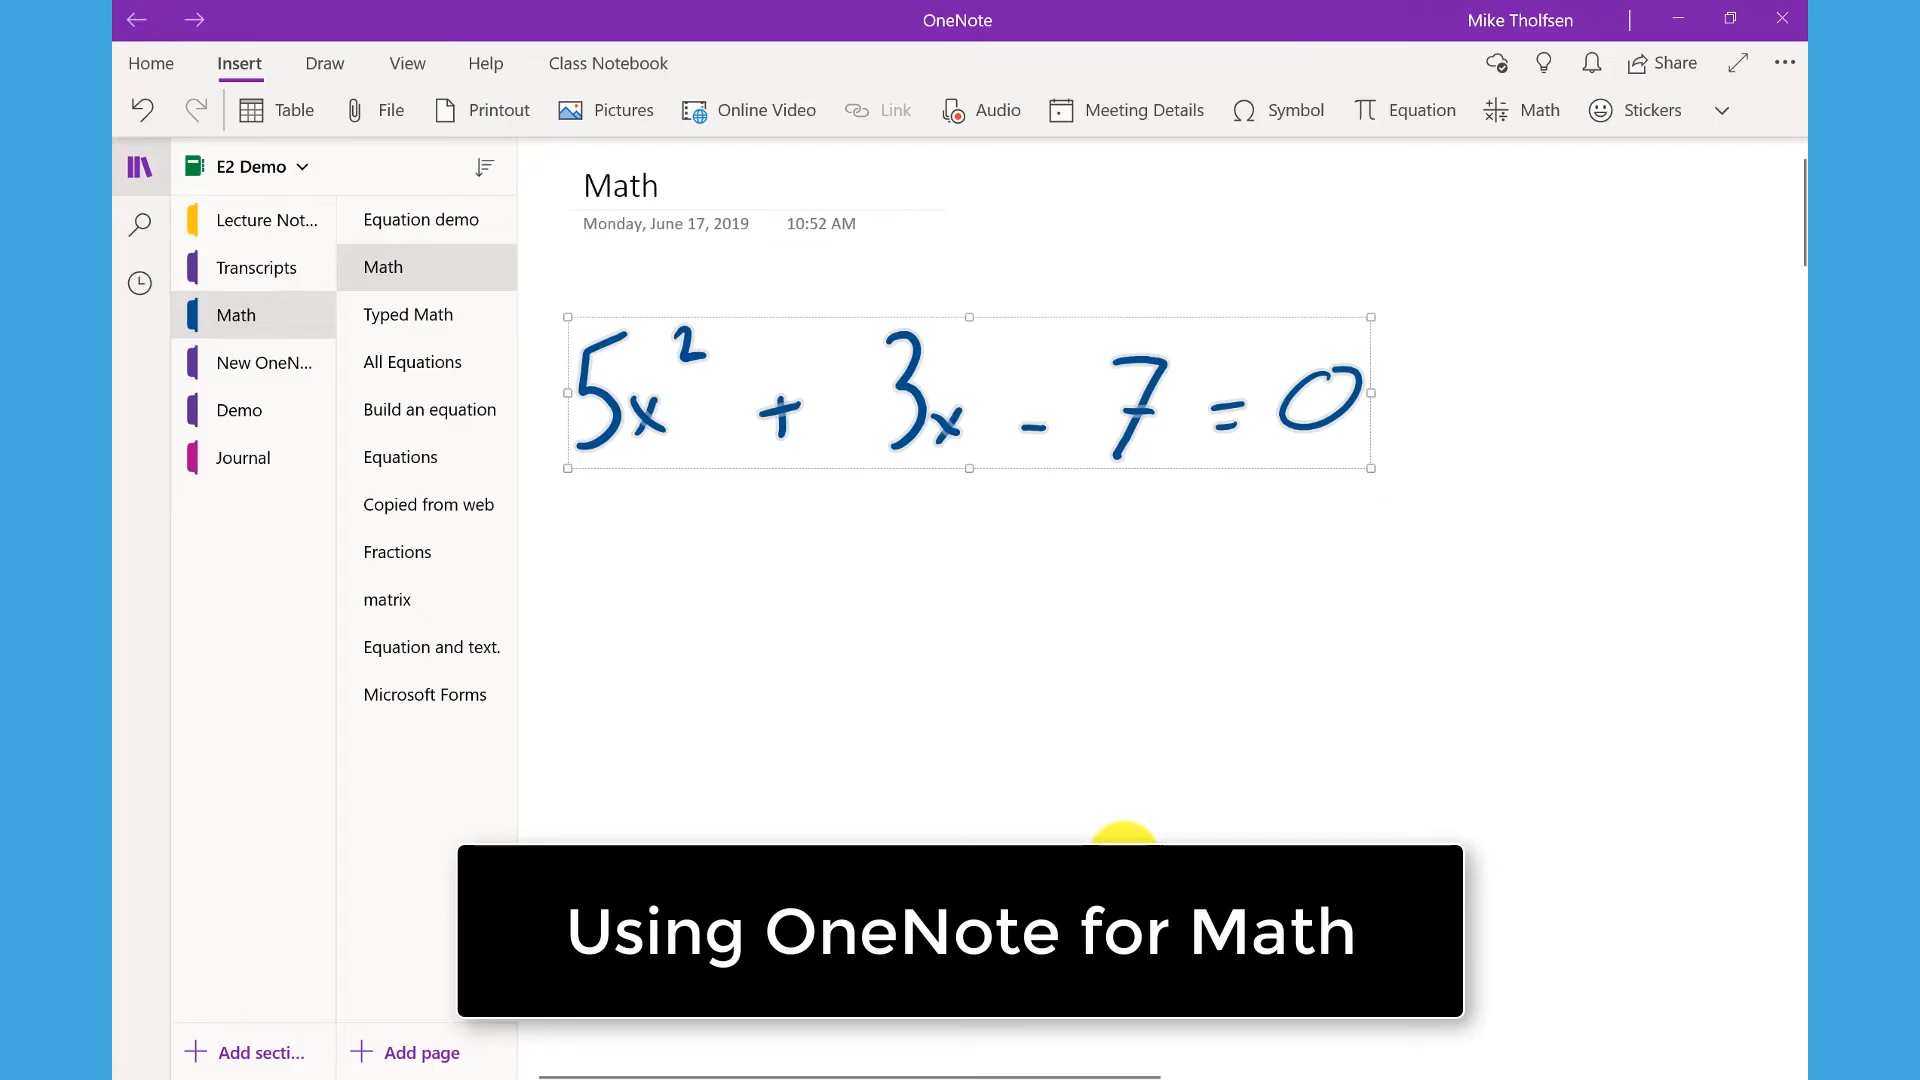 OneNote
Mike Tholfsen
Home Insert Draw View Help Class Notebook
Share
Table File Printout Pictures Online Video Link Audio Meeting Details Symbol Equation Math Stickers
E2 Demo
Lecture Not...
Transcripts
Math
New OneN...
Demo
Journal
Equation demo
Math
Typed Math
All Equations
Build an equation
Equations
Copied from web
Fractions
matrix
Equation and text.
Microsoft Forms
Math
Monday, June 17, 2019 10:52 AM
5x² + 3x - 7 = 0
Using OneNote for Math
Add secti...
Add page